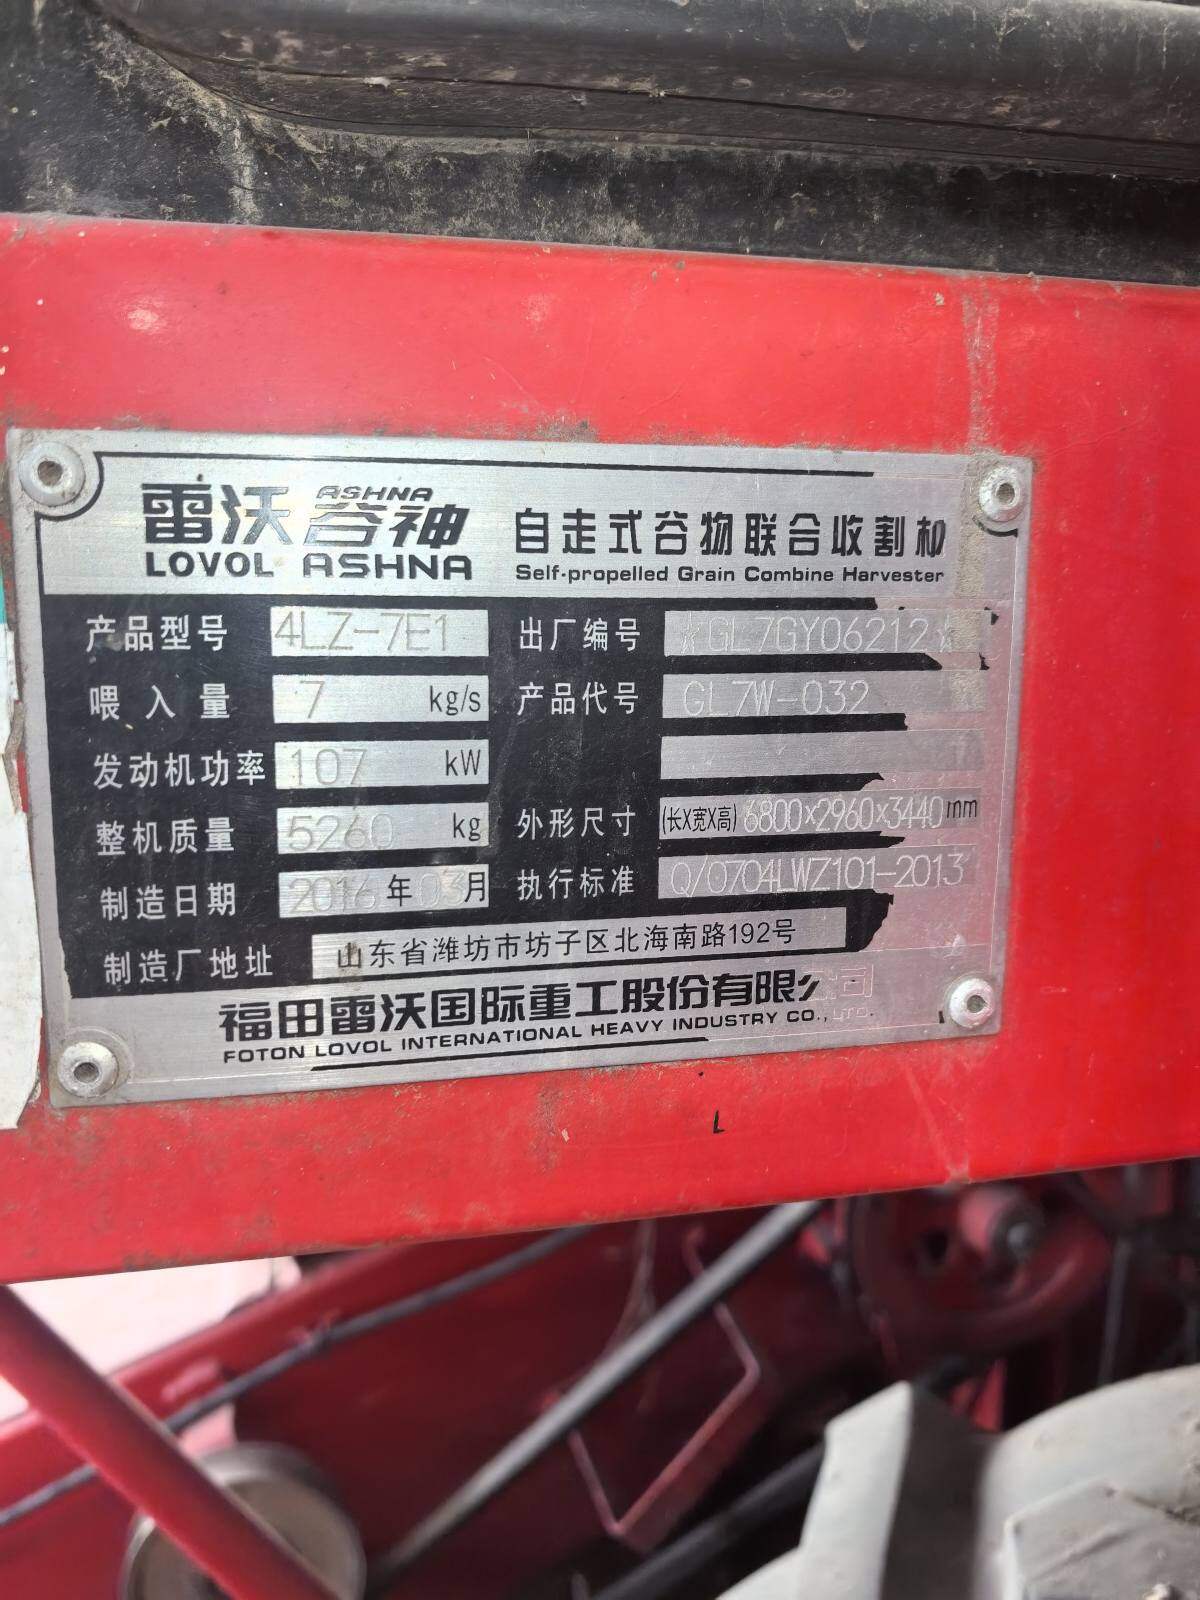 雷沃 ASHNA 谷神
LOVOL ASHNA
自走式谷物联合收割机
Self-propelled Grain Combine Harvester
产品型号 4LZ-7E1 出厂编号 ☆GL7GY06212☆
喂入量 7 kg/s 产品代号 GL7W-032
发动机功率 107 kW
整机质量 5260 kg 外形尺寸 (长X宽X高) 6800×2960×3440mm
制造日期 2016年03月 执行标准 Q/0704LWZ101-2013
制造厂地址 山东省潍坊市坊子区北海南路192号
福田雷沃国际重工股份有限公司
FOTON LOVOL INTERNATIONAL HEAVY INDUSTRY CO., LTD.